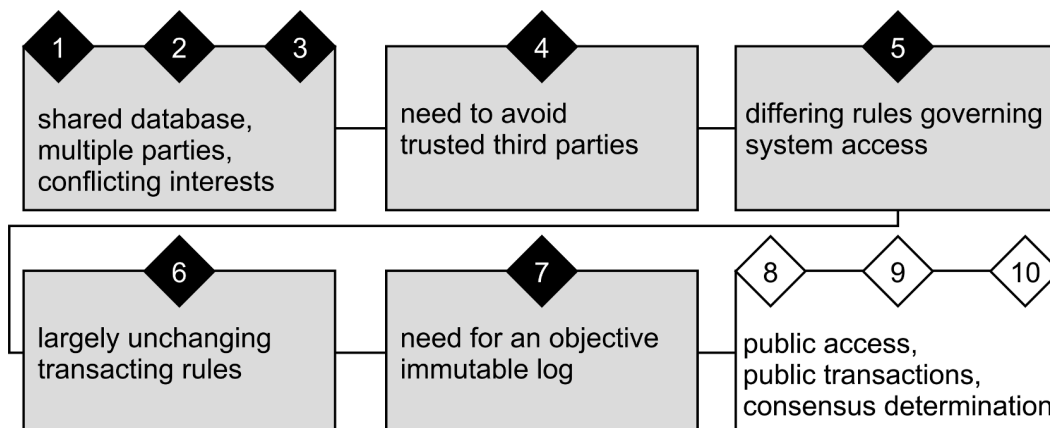 1 2 3
shared database,
multiple parties,
conflicting interests
4
need to avoid
trusted third parties
5
differing rules governing
system access
6
largely unchanging
transacting rules
7
need for an objective
immutable log
8 9 10
public access,
public transactions,
consensus determination